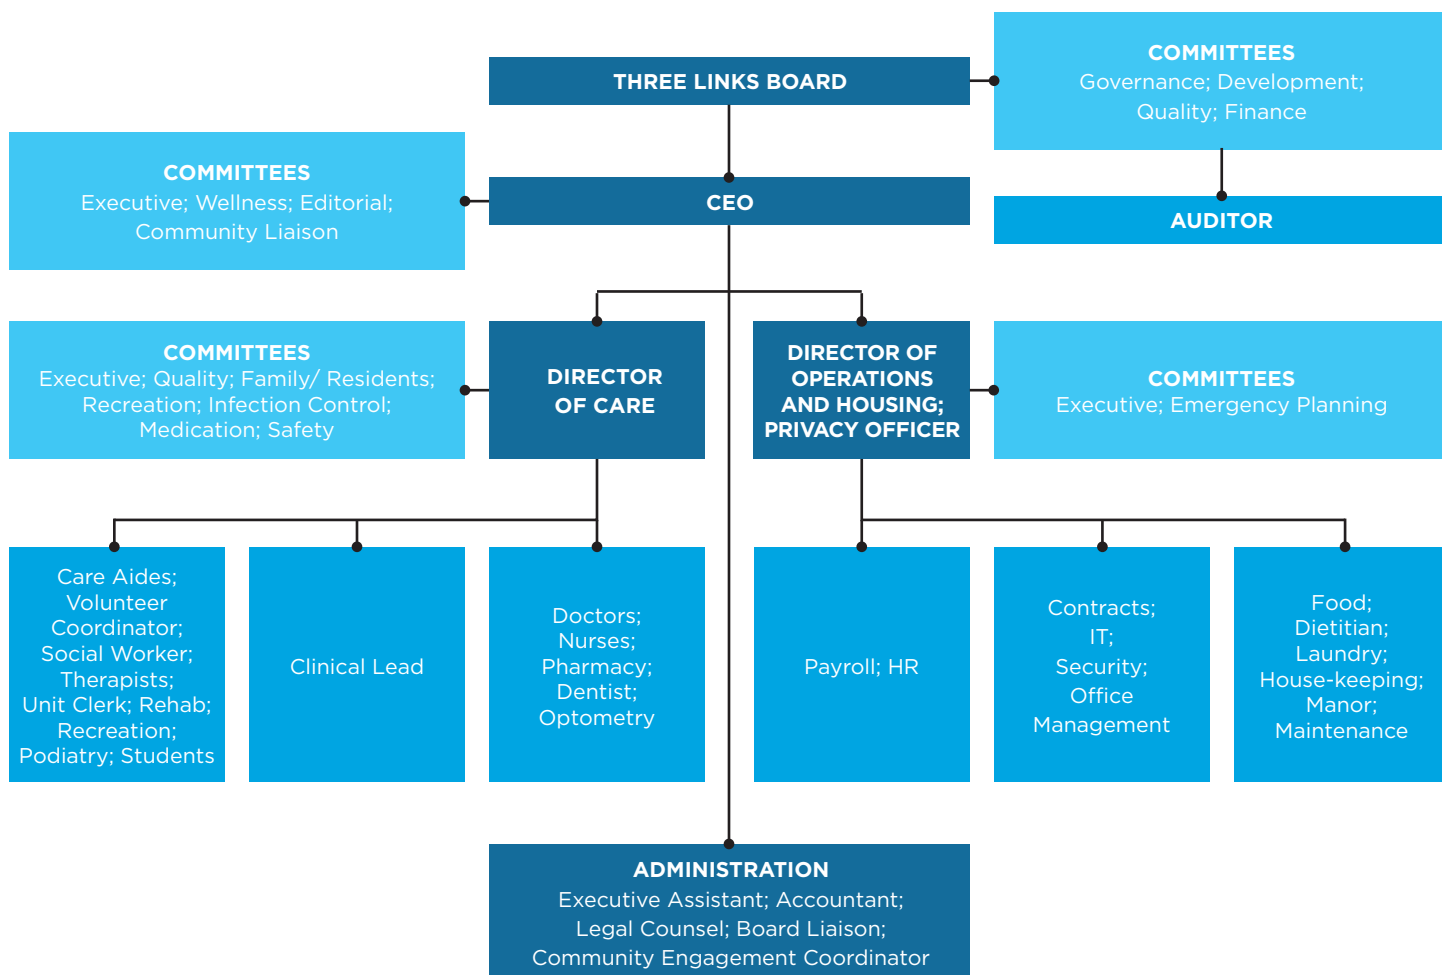 THREE LINKS BOARD
COMMITTEES
Governance; Development;
Quality; Finance
COMMITTEES
Executive; Wellness; Editorial;
Community Liaison
CEO
AUDITOR
COMMITTEES
Executive; Quality; Family/ Residents;
Recreation; Infection Control;
Medication; Safety
DIRECTOR
OF CARE
DIRECTOR OF
OPERATIONS
AND HOUSING;
PRIVACY OFFICER
COMMITTEES
Executive; Emergency Planning
Care Aides;
Volunteer
Coordinator;
Social Worker;
Therapists;
Unit Clerk; Rehab;
Recreation;
Podiatry; Students
Clinical Lead
Doctors;
Nurses;
Pharmacy;
Dentist;
Optometry
Payroll; HR
Contracts;
IT;
Security;
Office
Management
Food;
Dietitian;
Laundry;
House-keeping;
Manor;
Maintenance
ADMINISTRATION
Executive Assistant; Accountant;
Legal Counsel; Board Liaison;
Community Engagement Coordinator